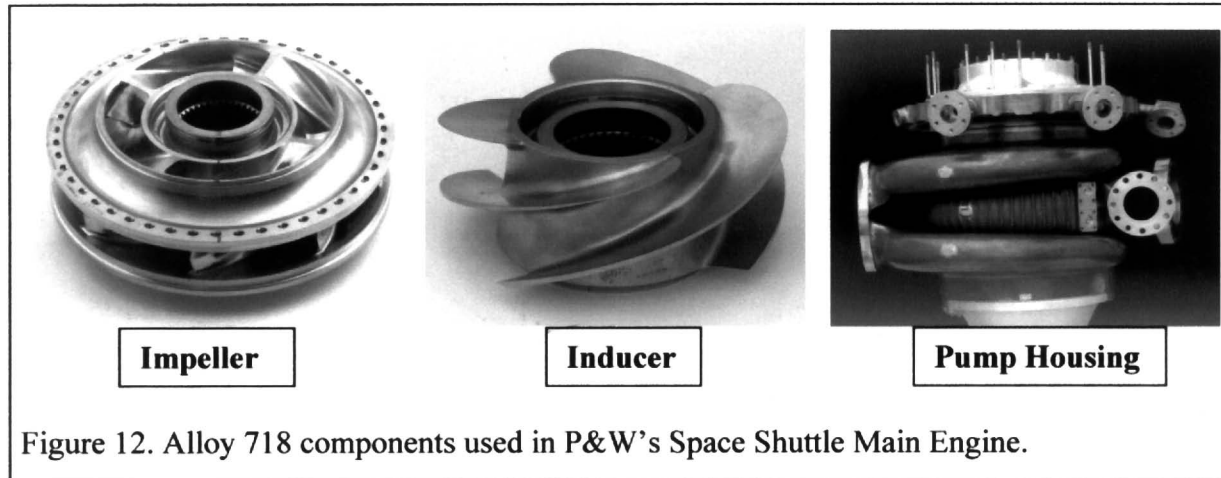 Impeller
Inducer
Pump Housing
Figure 12. Alloy 718 components used in P&W's Space Shuttle Main Engine.